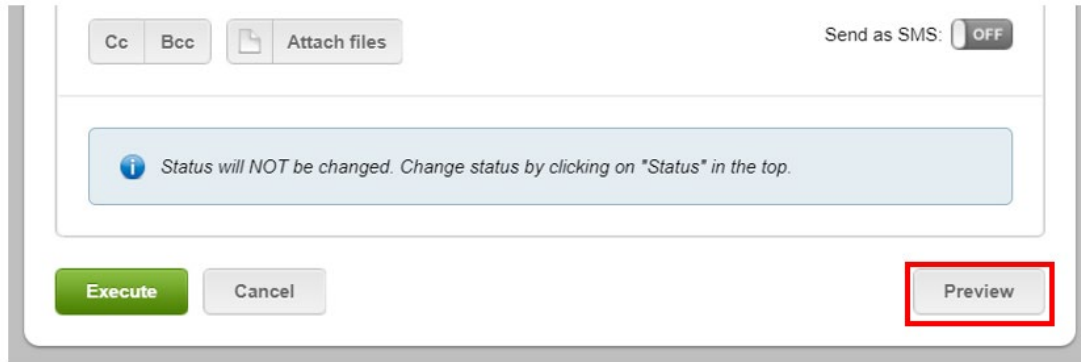 Cc Bcc Attach files Send as SMS: OFF
Status will NOT be changed. Change status by clicking on "Status" in the top.
Execute Cancel Preview